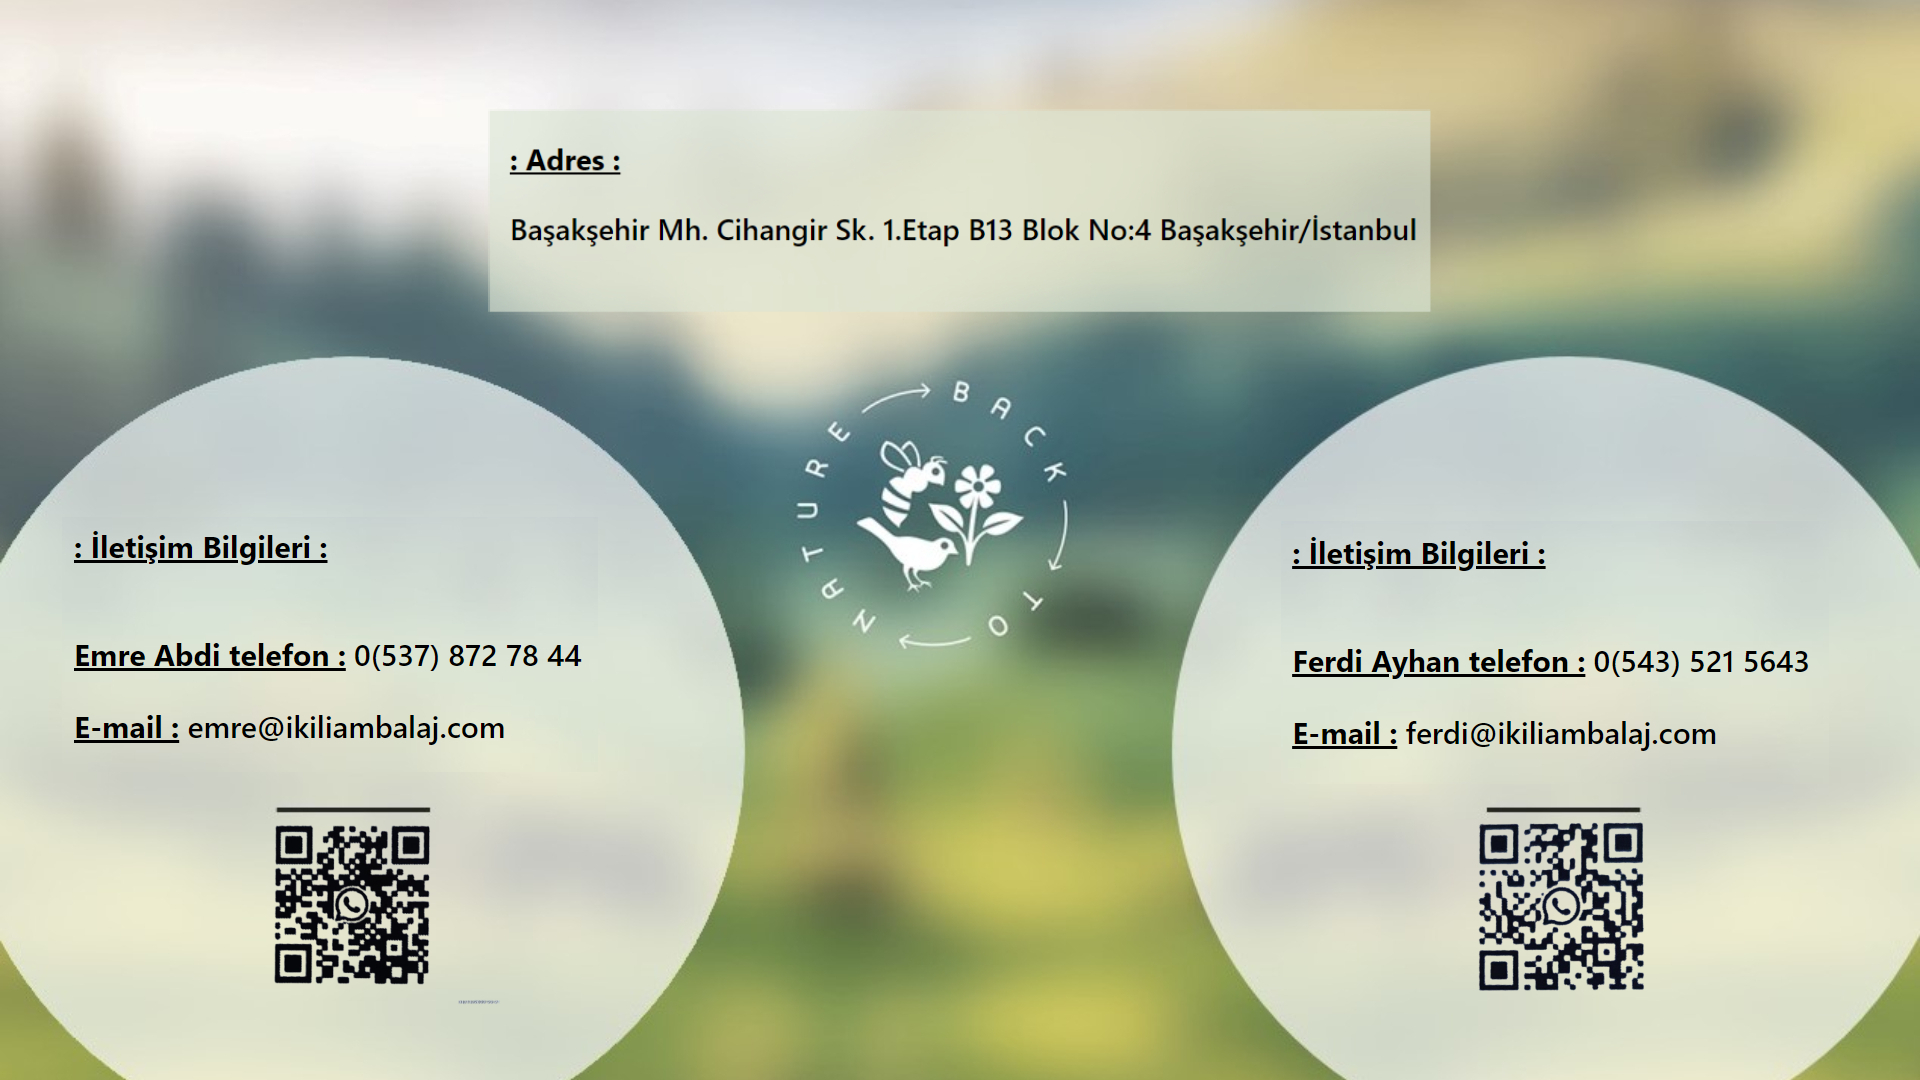 : Adres :
Başakşehir Mh. Cihangir Sk. 1.Etap B13 Blok No:4 Başakşehir/İstanbul
BACK TO NATURE
: İletişim Bilgileri :
Emre Abdi telefon : 0(537) 872 78 44
E-mail : emre@ikiliambalaj.com
: İletişim Bilgileri :
Ferdi Ayhan telefon : 0(543) 521 5643
E-mail : ferdi@ikiliambalaj.com